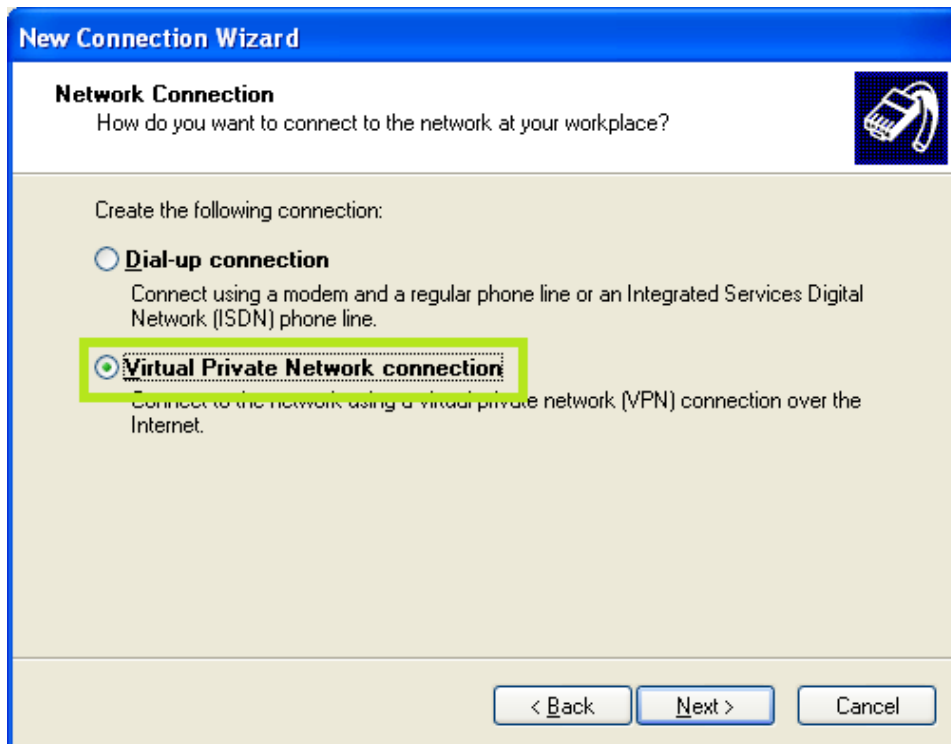 New Connection Wizard
Network Connection
How do you want to connect to the network at your workplace?
Create the following connection:
Dial-up connection
Connect using a modem and a regular phone line or an Integrated Services Digital
Network (ISDN) phone line.
Virtual Private Network connection
Connect to the network using a virtual private network (VPN) connection over the
Internet.
< Back
Next >
Cancel